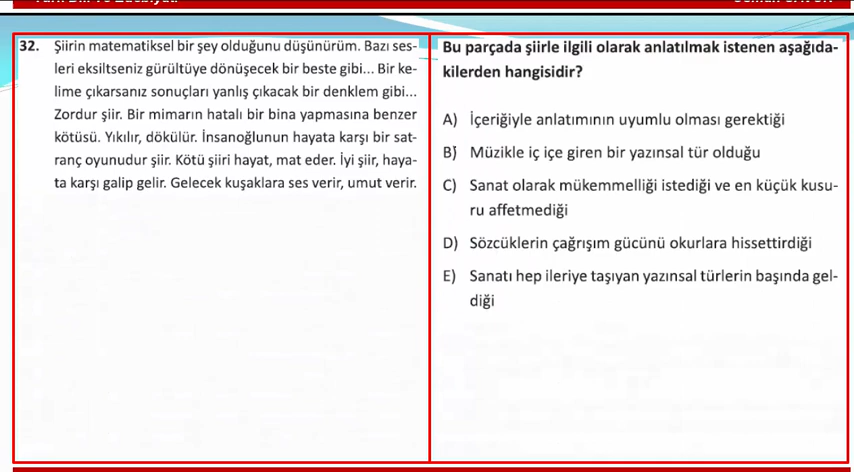 32. Şiirin matematiksel bir şey olduğunu düşünürüm. Bazı ses-
leri eksiltseniz gürültüye dönüşecek bir beste gibi... Bir ke-
lime çıkarsanız sonuçları yanlış çıkacak bir denklem gibi...
Zordur şiir. Bir mimarın hatalı bir bina yapmasına benzer
kötüsü. Yıkılır, dökülür. İnsanoğlunun hayata karşı bir sat-
ranç oyunudur şiir. Kötü şiiri hayat, mat eder. İyi şiir, haya-
ta karşı galip gelir. Gelecek kuşaklara ses verir, umut verir.
Bu parçada şiirle ilgili olarak anlatılmak istenen aşağıda-
kilerden hangisidir?
A) İçeriğiyle anlatımının uyumlu olması gerektiği
B) Müzikle iç içe giren bir yazınsal tür olduğu
C) Sanat olarak mükemmelliği istediği ve en küçük kusu-
ru affetmediği
D) Sözcüklerin çağrışım gücünü okurlara hissettirdiği
E) Sanatı hep ileriye taşıyan yazınsal türlerin başında gel-
diği